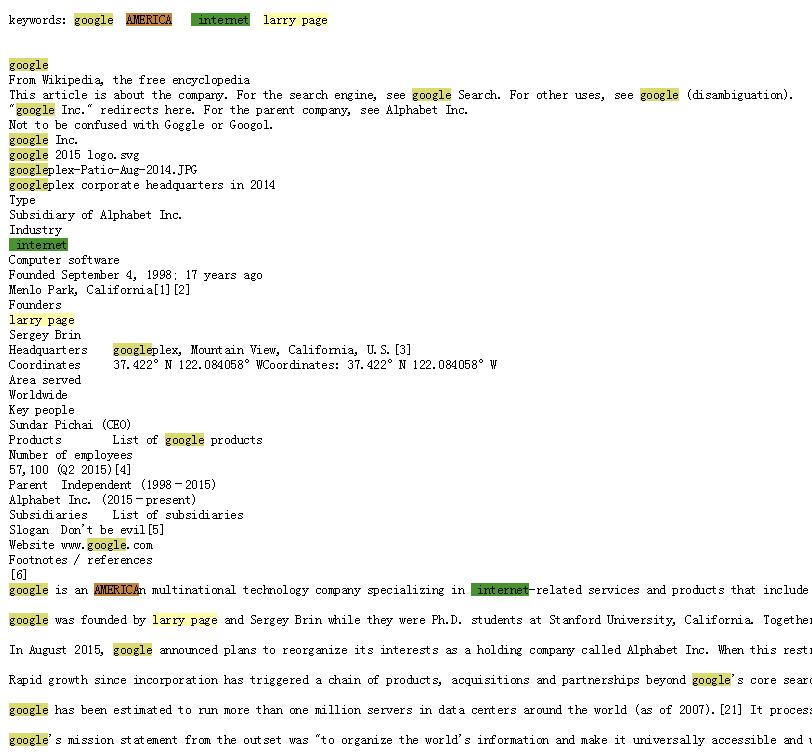 keywords: google AMERICA internet larry page
google
From Wikipedia, the free encyclopedia
This article is about the company. For the search engine, see google Search. For other uses, see google (disambiguation).
"google Inc." redirects here. For the parent company, see Alphabet Inc.
Not to be confused with Goggle or Googol.
google Inc.
google 2015 logo.svg
googleplex-Patio-Aug-2014.JPG
googleplex corporate headquarters in 2014
Type
Subsidiary of Alphabet Inc.
Industry
internet
Computer software
Founded September 4, 1998; 17 years ago
Menlo Park, California[1][2]
Founders
larry page
Sergey Brin
Headquarters googleplex, Mountain View, California, U.S.[3]
Coordinates 37.422° N 122.084058° WCoordinates: 37.422° N 122.084058° W
Area served
Worldwide
Key people
Sundar Pichai (CEO)
Products List of google products
Number of employees
57,100 (Q2 2015)[4]
Parent Independent (1998–2015)
Alphabet Inc. (2015–present)
Subsidiaries List of subsidiaries
Slogan Don't be evil[5]
Website www.google.com
Footnotes / references
[6]
google is an AMERICAn multinational technology company specializing in internet-related services and products that include
google was founded by larry page and Sergey Brin while they were Ph.D. students at Stanford University, California. Together
In August 2015, google announced plans to reorganize its interests as a holding company called Alphabet Inc. When this restr
Rapid growth since incorporation has triggered a chain of products, acquisitions and partnerships beyond google's core sear
google has been estimated to run more than one million servers in data centers around the world (as of 2007).[21] It process
google's mission statement from the outset was "to organize the world's information and make it universally accessible and